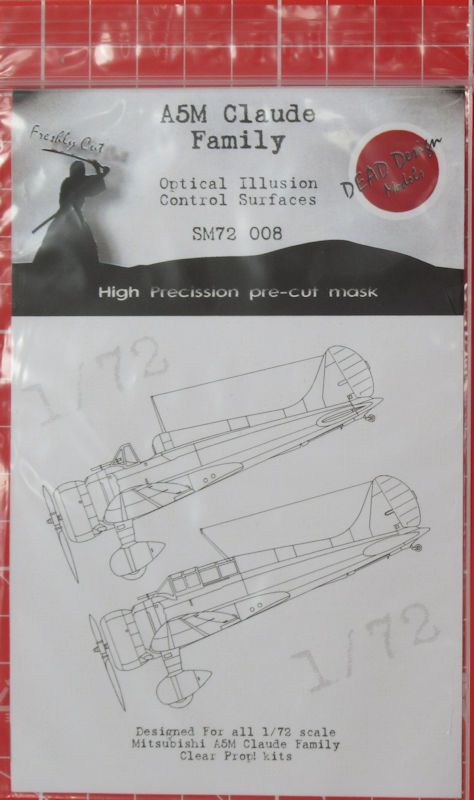 A5M Claude
Family
Freshly Cut
DEAD Design
Models
Optical Illusion
Control Surfaces
SM72 008
High Precission pre-cut mask
1/72
1/72
Designed For all 1/72 scale
Mitsubishi A5M Claude Family
Clear Prop! kits